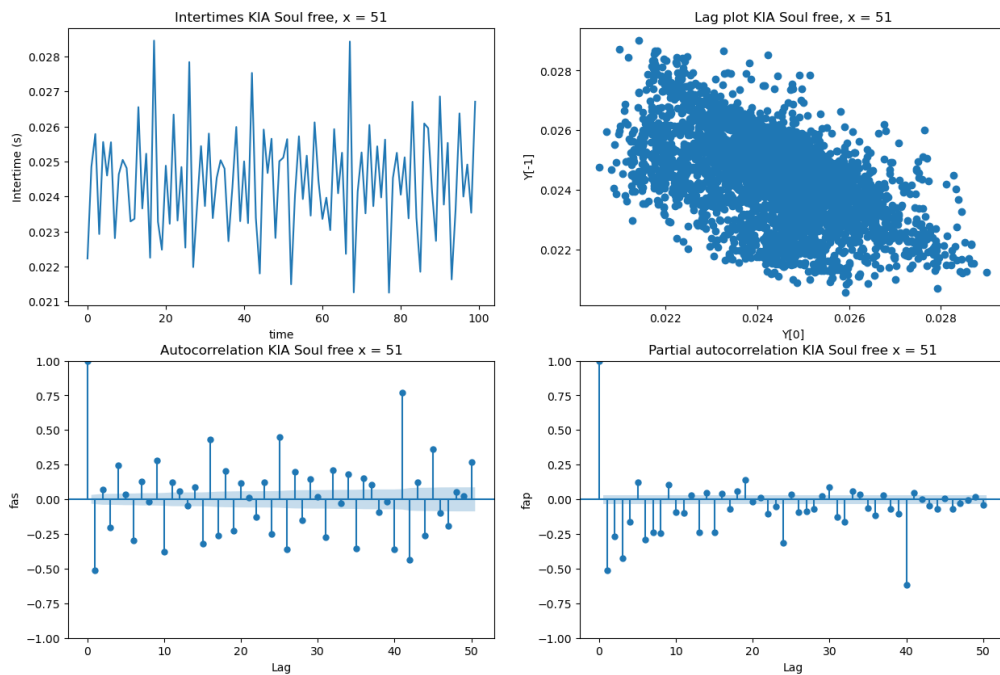 Intertimes KIA Soul free, x = 51
Intertime (s)
0.028
0.027
0.026
0.025
0.024
0.023
0.022
0.021
0 20 40 60 80 100
time
Lag plot KIA Soul free, x = 51
Y[-1]
0.028
0.026
0.024
0.022
0.022 0.024 0.026 0.028
Y[0]
Autocorrelation KIA Soul free x = 51
fas
1.00
0.75
0.50
0.25
0.00
−0.25
−0.50
−0.75
−1.00
0 10 20 30 40 50
Lag
Partial autocorrelation KIA Soul free x = 51
fap
1.00
0.75
0.50
0.25
0.00
−0.25
−0.50
−0.75
−1.00
0 10 20 30 40 50
Lag